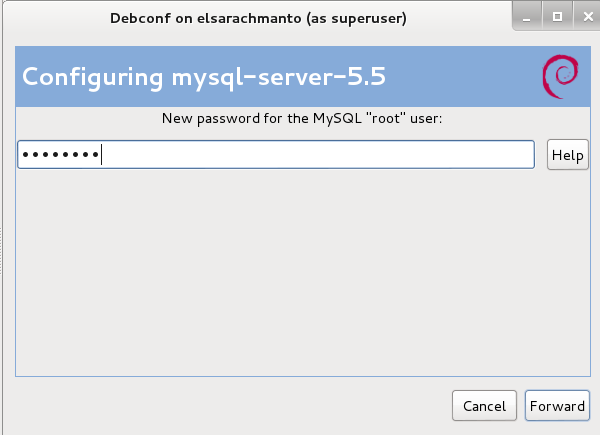 Debconf on elsarachmanto (as superuser)
Configuring mysql-server-5.5
New password for the MySQL "root" user:
••••••••
Help
Cancel
Forward